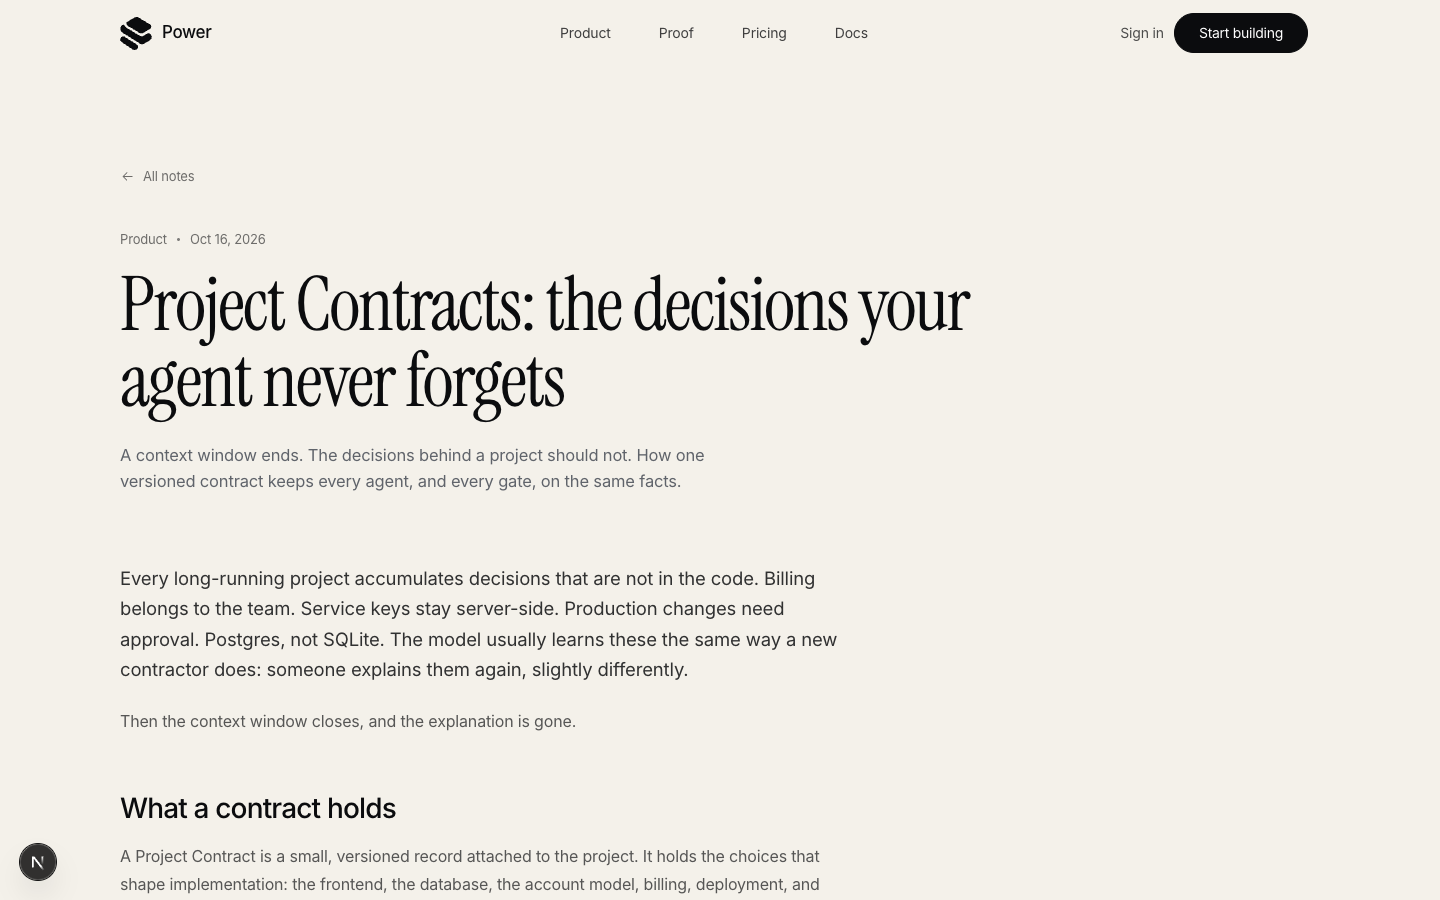 Power
Product
Proof
Pricing
Docs
Sign in
Start building
← All notes
Product • Oct 16, 2026
Project Contracts: the decisions your
agent never forgets
A context window ends. The decisions behind a project should not. How one
versioned contract keeps every agent, and every gate, on the same facts.
Every long-running project accumulates decisions that are not in the code. Billing
belongs to the team. Service keys stay server-side. Production changes need
approval. Postgres, not SQLite. The model usually learns these the same way a new
contractor does: someone explains them again, slightly differently.
Then the context window closes, and the explanation is gone.
What a contract holds
A Project Contract is a small, versioned record attached to the project. It holds the choices that
shape implementation: the frontend, the database, the account model, billing, deployment, and
N